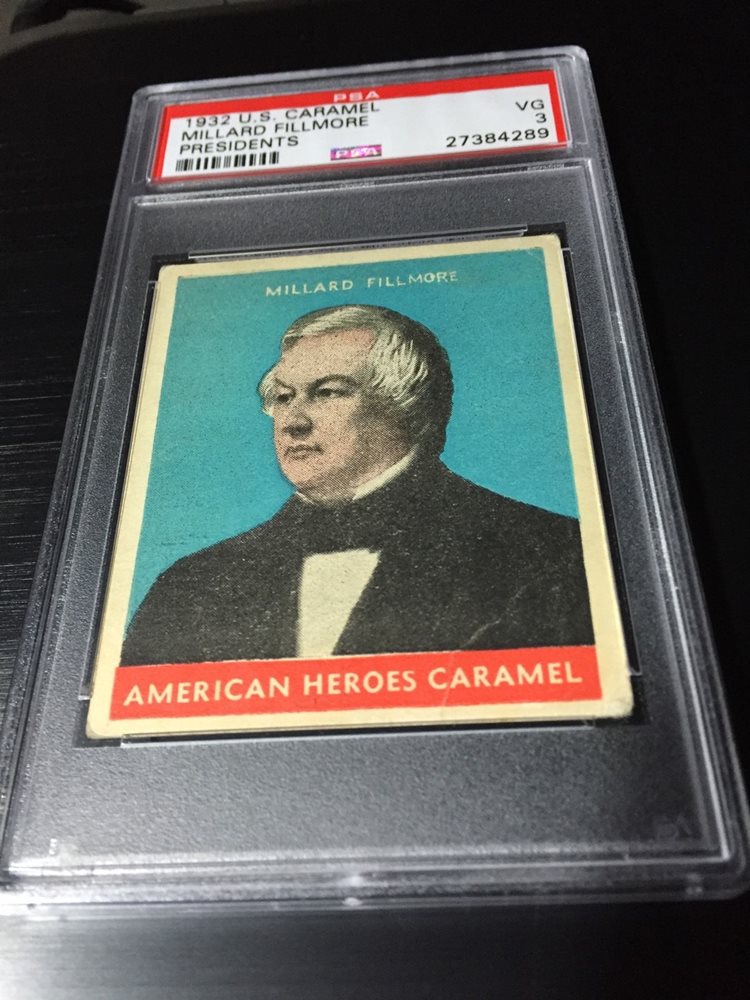 PSA
1932 U.S. CARAMEL VG
MILLARD FILLMORE 3
PRESIDENTS PSA 27384289
MILLARD FILLMORE
AMERICAN HEROES CARAMEL